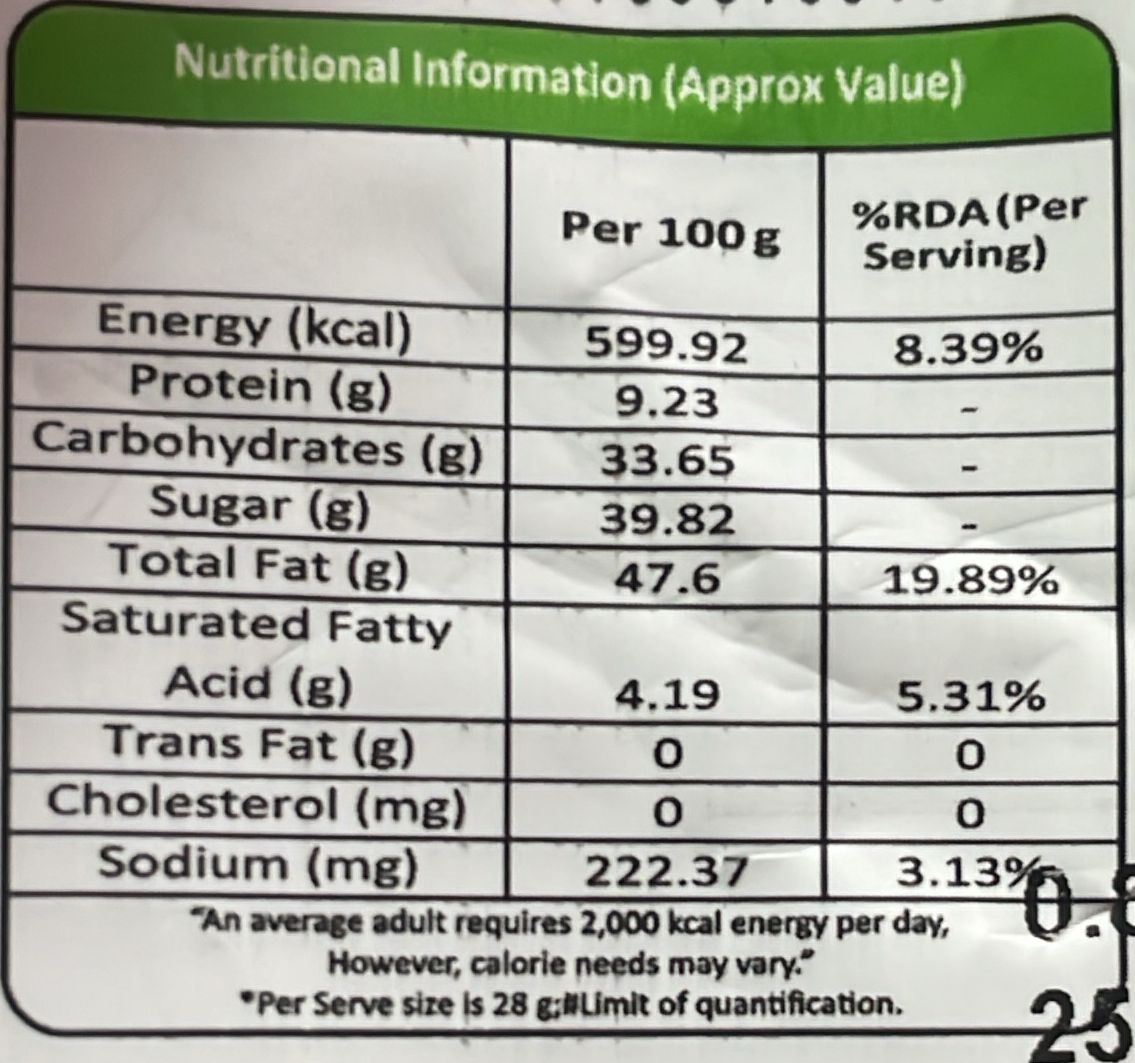 Nutritional Information (Approx Value)
Per 100 g %RDA (Per Serving)
Energy (kcal) 599.92 8.39%
Protein (g) 9.23 -
Carbohydrates (g) 33.65 -
Sugar (g) 39.82 -
Total Fat (g) 47.6 19.89%
Saturated Fatty
Acid (g) 4.19 5.31%
Trans Fat (g) 0 0
Cholesterol (mg) 0 0
Sodium (mg) 222.37 3.13%
"An average adult requires 2,000 kcal energy per day,
However, calorie needs may vary."
*Per Serve size is 28 g;#Limit of quantification.